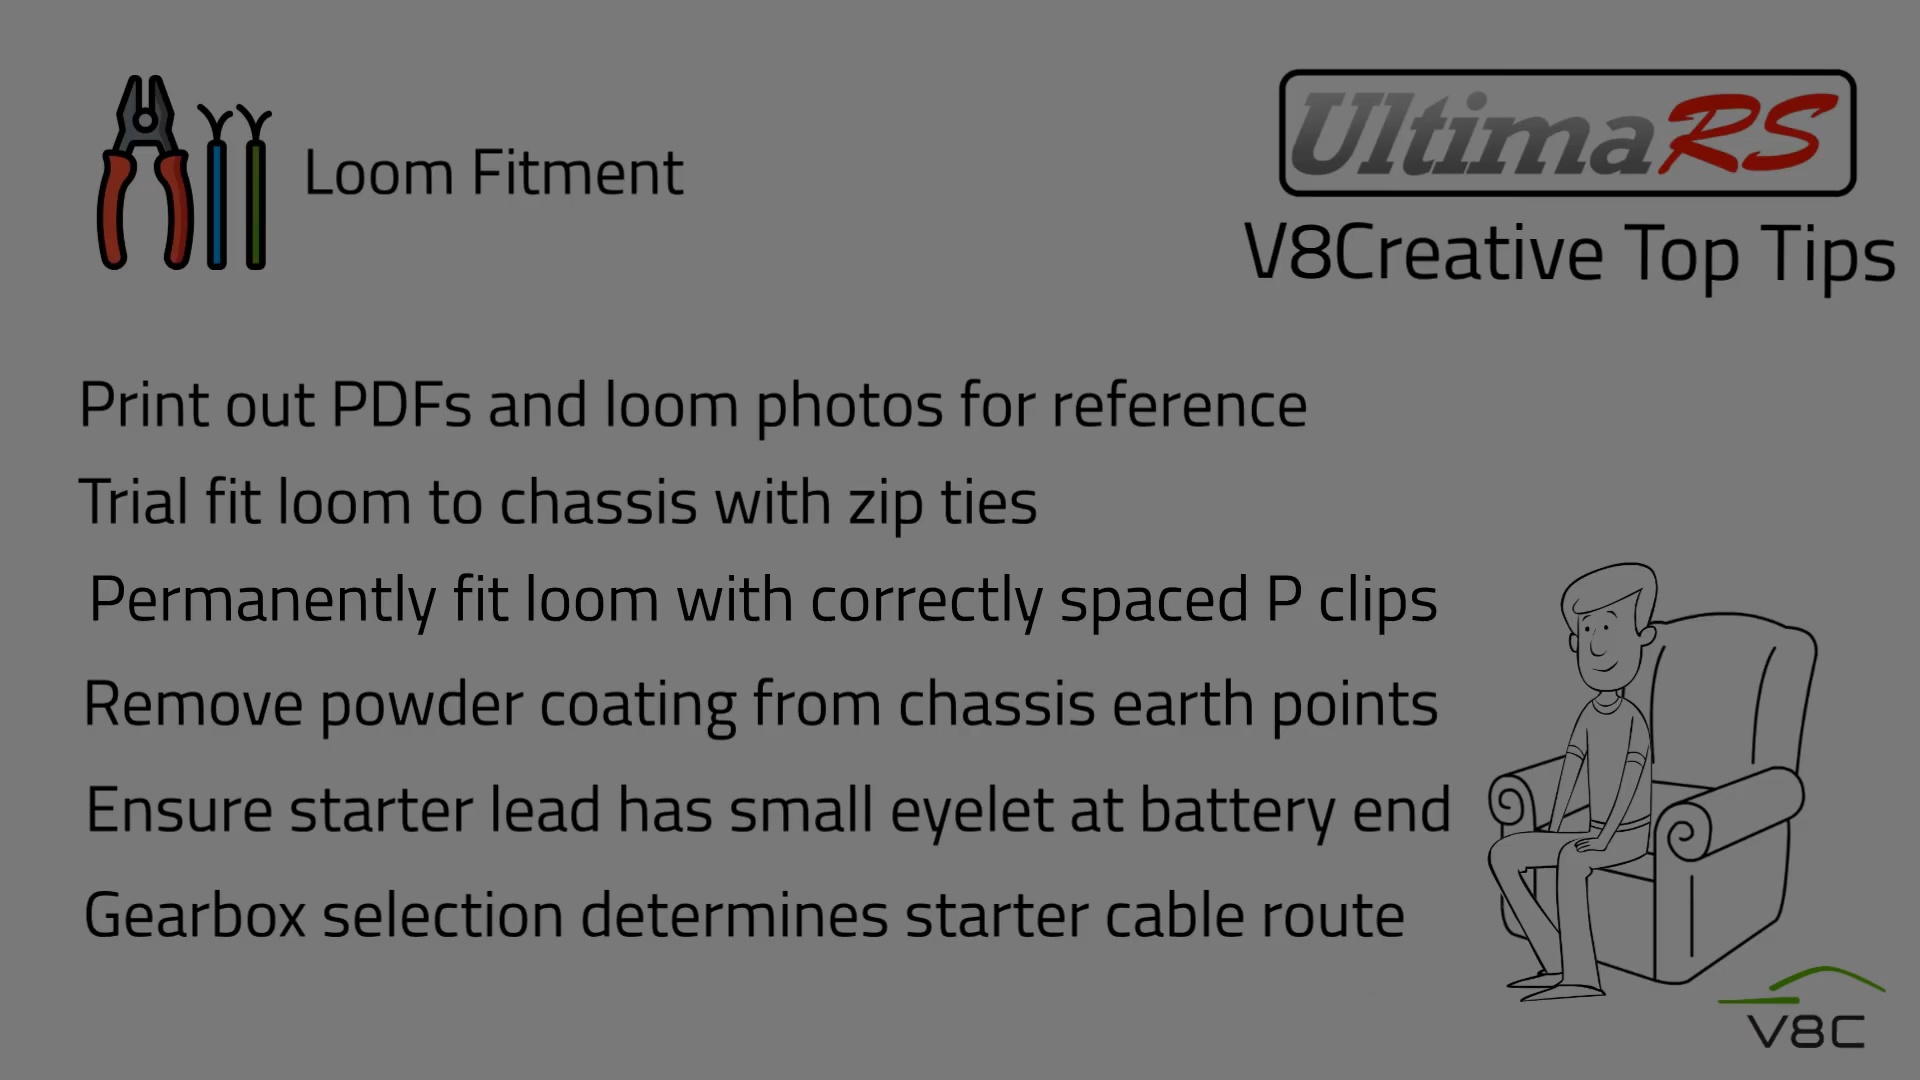 Loom Fitment
UltimaRS
V8Creative Top Tips
Print out PDFs and loom photos for reference
Trial fit loom to chassis with zip ties
Permanently fit loom with correctly spaced P clips
Remove powder coating from chassis earth points
Ensure starter lead has small eyelet at battery end
Gearbox selection determines starter cable route
V8C